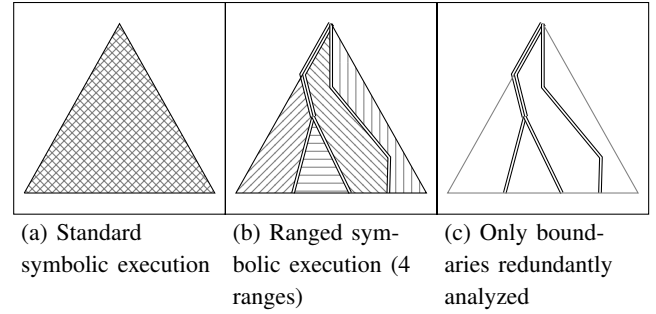 (a) Standard
symbolic execution
(b) Ranged sym-
bolic execution (4
ranges)
(c) Only bound-
aries redundantly
analyzed